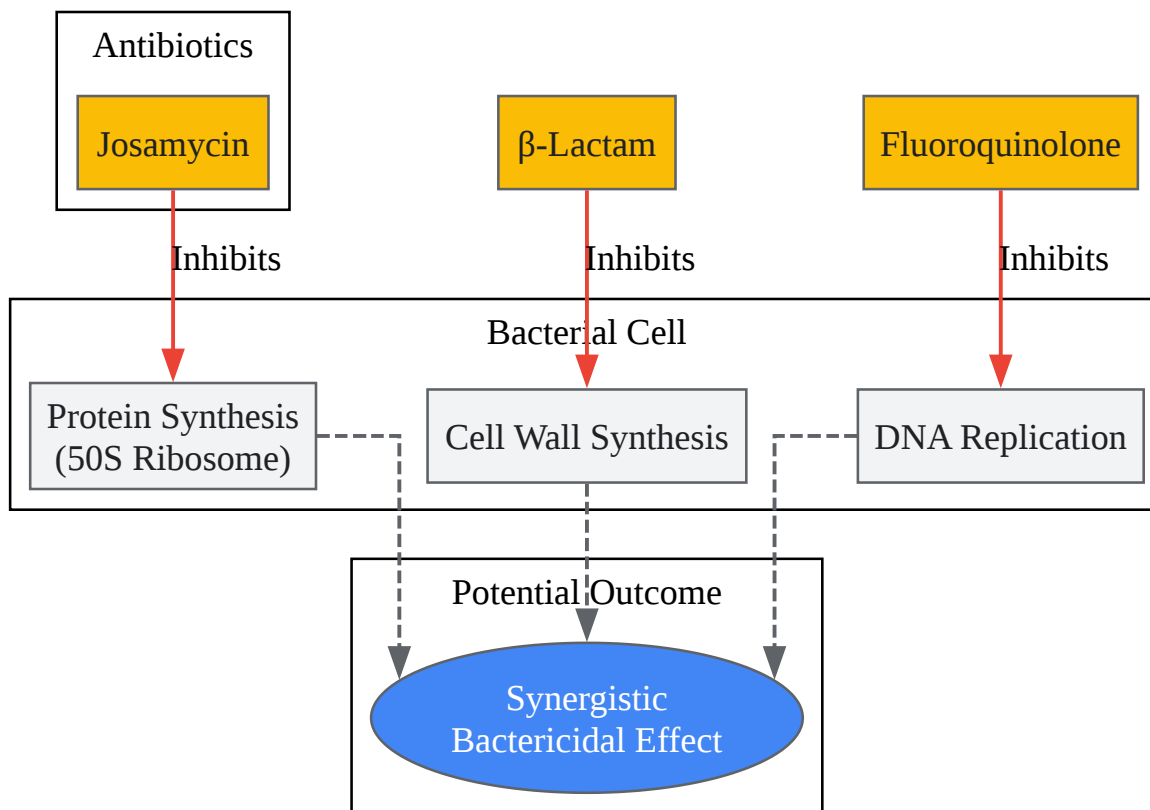 Antibiotics
Josamycin
β-Lactam
Fluoroquinolone
Inhibits
Inhibits
Inhibits
Bacterial Cell
Protein Synthesis
(50S Ribosome)
Cell Wall Synthesis
DNA Replication
Potential Outcome
Synergistic
Bactericidal Effect